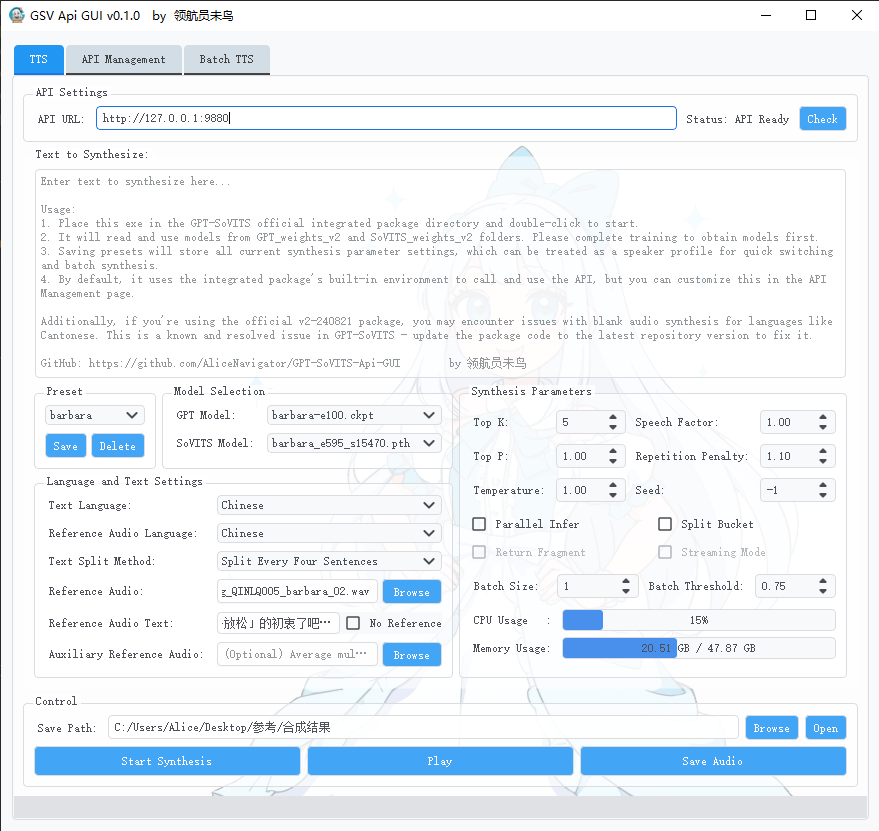 GSV Api GUI v0.1.0 by 领航员未鸟
TTS API Management Batch TTS
API Settings
API URL: http://127.0.0.1:9880 Status: API Ready Check
Text to Synthesize:
Enter text to synthesize here...
Usage:
1. Place this exe in the GPT-SoVITS official integrated package directory and double-click to start.
2. It will read and use models from GPT_weights_v2 and SoVITS_weights_v2 folders. Please complete training to obtain models first.
3. Saving presets will store all current synthesis parameter settings, which can be treated as a speaker profile for quick switching
and batch synthesis.
4. By default, it uses the integrated package's built-in environment to call and use the API, but you can customize this in the API
Management page.
Additionally, if you're using the official v2-240821 package, you may encounter issues with blank audio synthesis for languages like
Cantonese. This is a known and resolved issue in GPT-SoVITS - update the package code to the latest repository version to fix it.
GitHub: https://github.com/AliceNavigator/GPT-SoVITS-Api-GUI by 领航员未鸟
Preset
barbara
Save Delete
Model Selection
GPT Model: barbara-e100.ckpt
SoVITS Model: barbara_e595_s15470.pth
Language and Text Settings
Text Language: Chinese
Reference Audio Language: Chinese
Text Split Method: Split Every Four Sentences
Reference Audio: g_QINLQ005_barbara_02.wav Browse
Reference Audio Text: 放松」的初衷了吧… No Reference
Auxiliary Reference Audio: (Optional) Average mul… Browse
Synthesis Parameters
Top K: 5 Speech Factor: 1.00
Top P: 1.00 Repetition Penalty: 1.10
Temperature: 1.00 Seed: -1
Parallel Infer Split Bucket
Return Fragment Streaming Mode
Batch Size: 1 Batch Threshold: 0.75
CPU Usage : 15%
Memory Usage: 20.51 GB / 47.87 GB
Control
Save Path: C:/Users/Alice/Desktop/参考/合成结果 Browse Open
Start Synthesis Play Save Audio